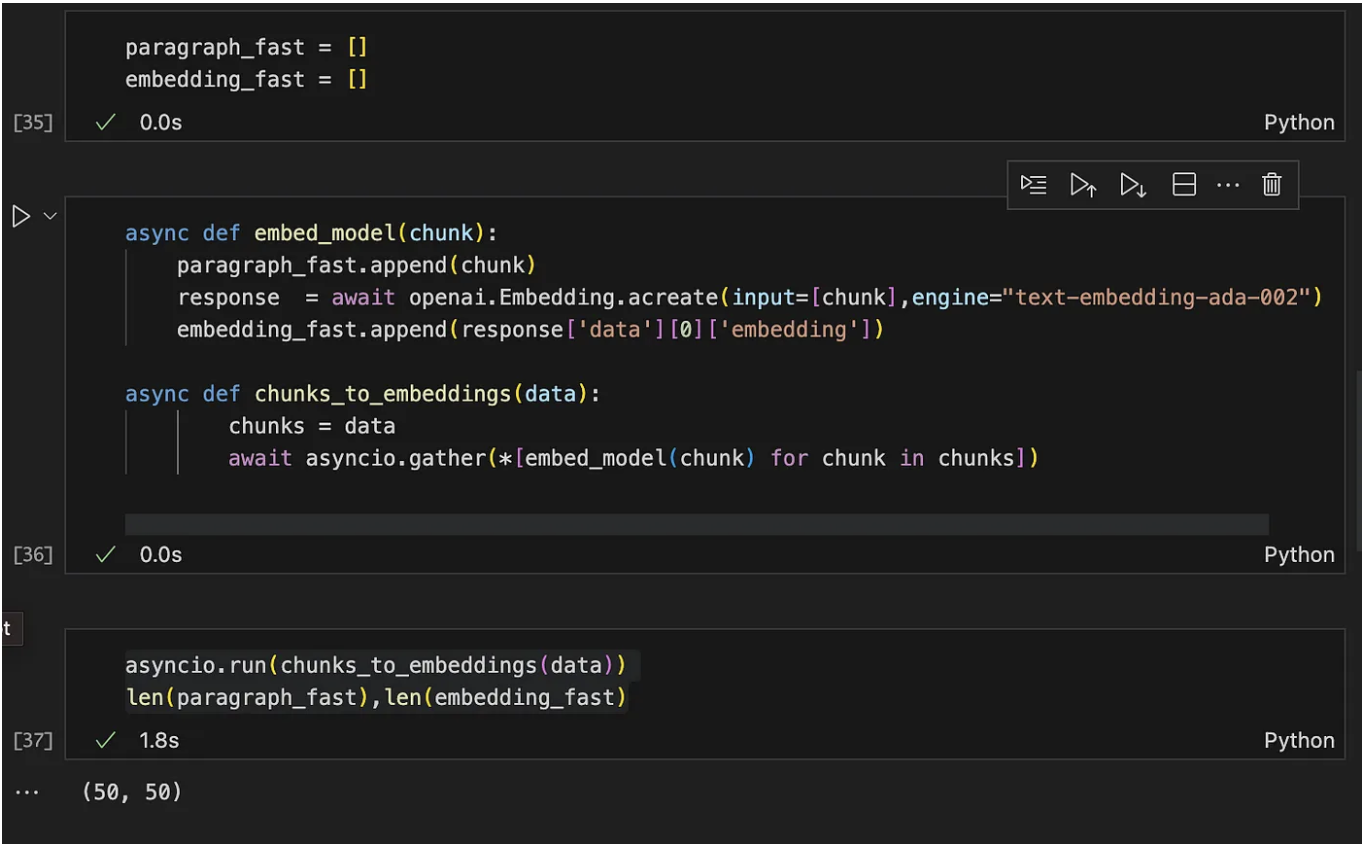 paragraph_fast = []
embedding_fast = []
[35]
0.0s
Python
async def embed_model(chunk):
paragraph_fast.append(chunk)
response  = await openai.Embedding.acreate(input=[chunk],engine="text-embedding-ada-002")
embedding_fast.append(response['data'][0]['embedding'])
async def chunks_to_embeddings(data):
chunks = data
await asyncio.gather(*[embed_model(chunk) for chunk in chunks])
[36]
0.0s
Python
t
asyncio.run(chunks_to_embeddings(data))
len(paragraph_fast),len(embedding_fast)
[37]
1.8s
Python
... (50, 50)